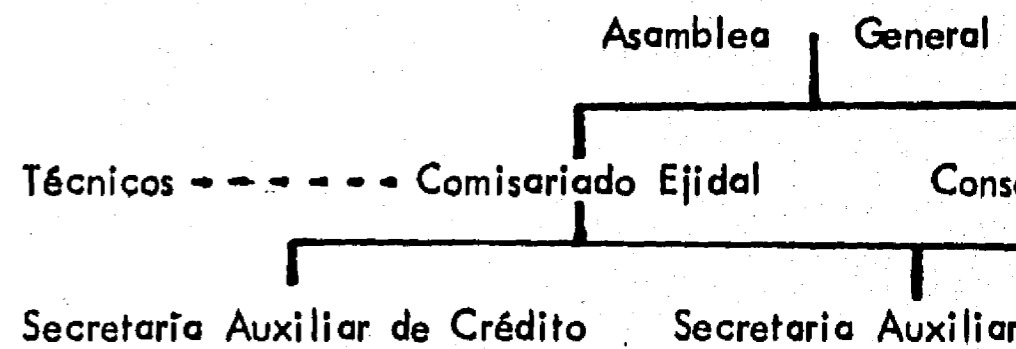 Asamblea General
Técnicos Comisariado Ejidal
Secretaría Auxiliar de Crédito Secretaria Auxiliar